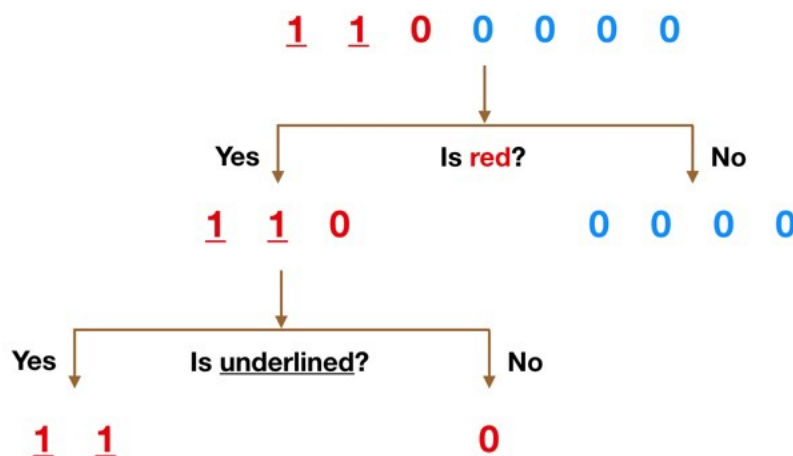 1 1 0 0 0 0 0
Yes Is red? No
1 1 0 0 0 0 0
Yes Is underlined? No
1 1 0